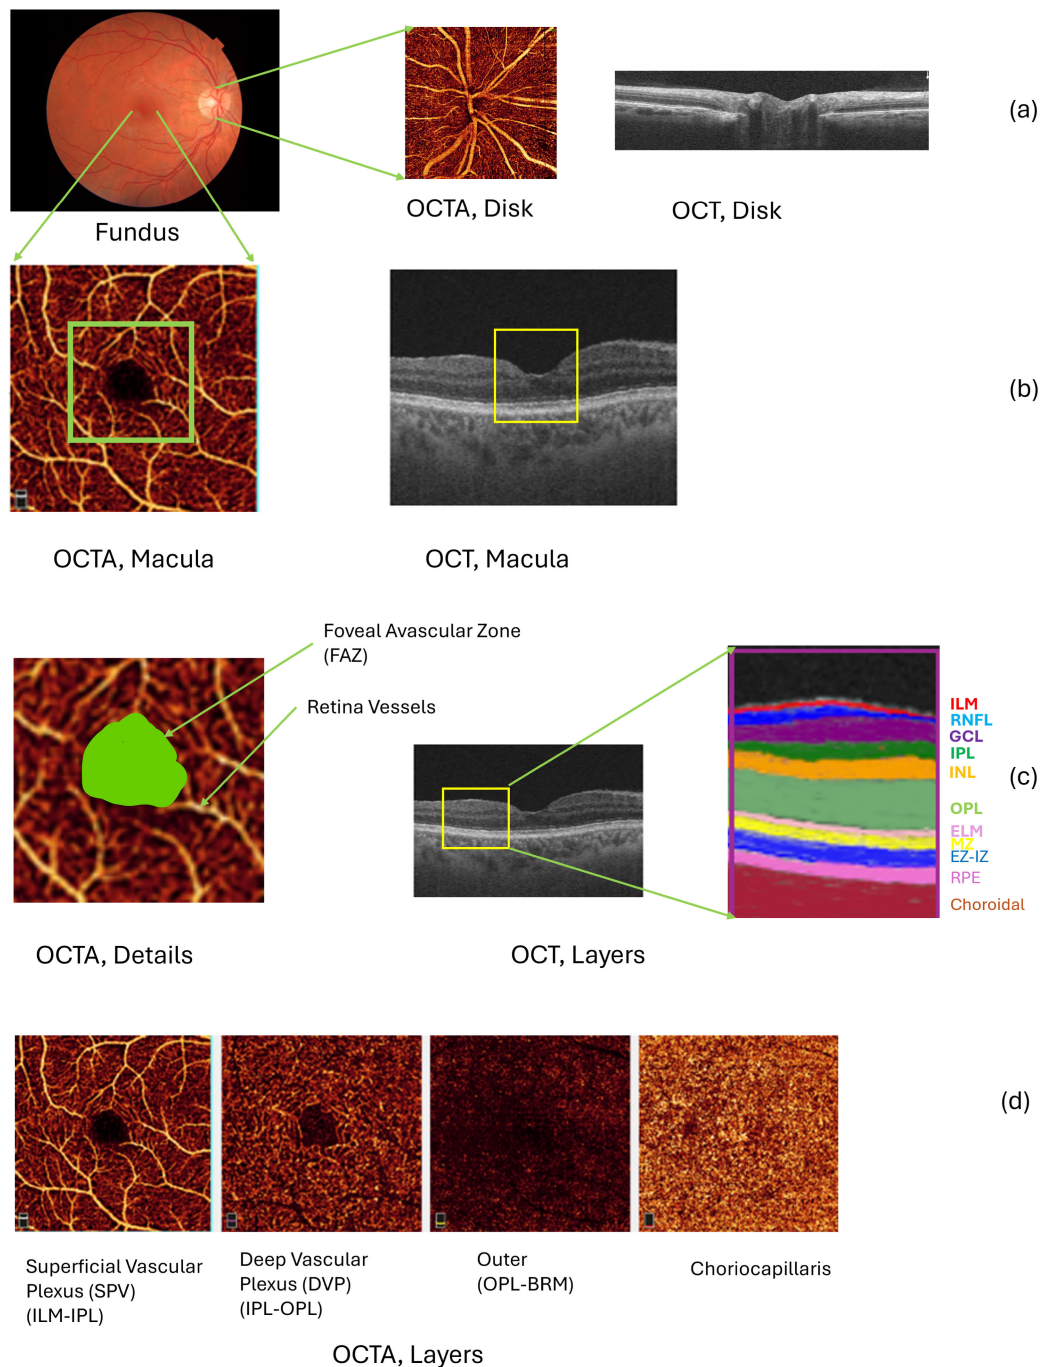 (a)
OCTA, Disk
OCT, Disk
Fundus
(b)
OCTA, Macula
OCT, Macula
Foveal Avascular Zone
(FAZ)
Retina Vessels
ILM
RNFL
GCL
IPL
INL
(c)
OPL
ELM
MZ
EZ-IZ
RPE
Choroidal
OCTA, Details
OCT, Layers
(d)
Superficial Vascular
Plexus (SPV)
(ILM-IPL)
Deep Vascular
Plexus (DVP)
(IPL-OPL)
Outer
(OPL-BRM)
Choriocapillaris
OCTA, Layers